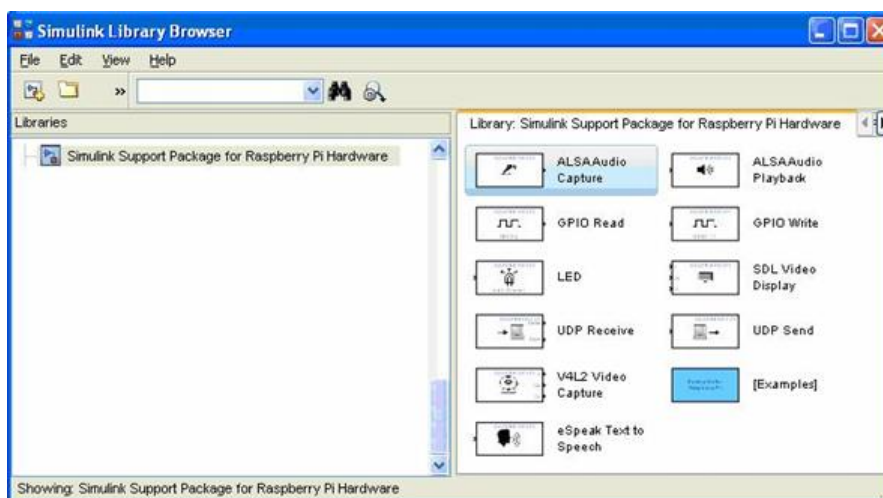 Simulink Library Browser
File Edit View Help
»
Libraries
Library: Simulink Support Package for Raspberry Pi Hardware
Simulink Support Package for Raspberry Pi Hardware
ALSAAudio
Capture
ALSAAudio
Playback
GPIO Read
GPIO Write
LED
SDL Video
Display
UDP Receive
UDP Send
V4L2 Video
Capture
[Examples]
eSpeak Text to
Speech
Showing: Simulink Support Package for Raspberry Pi Hardware